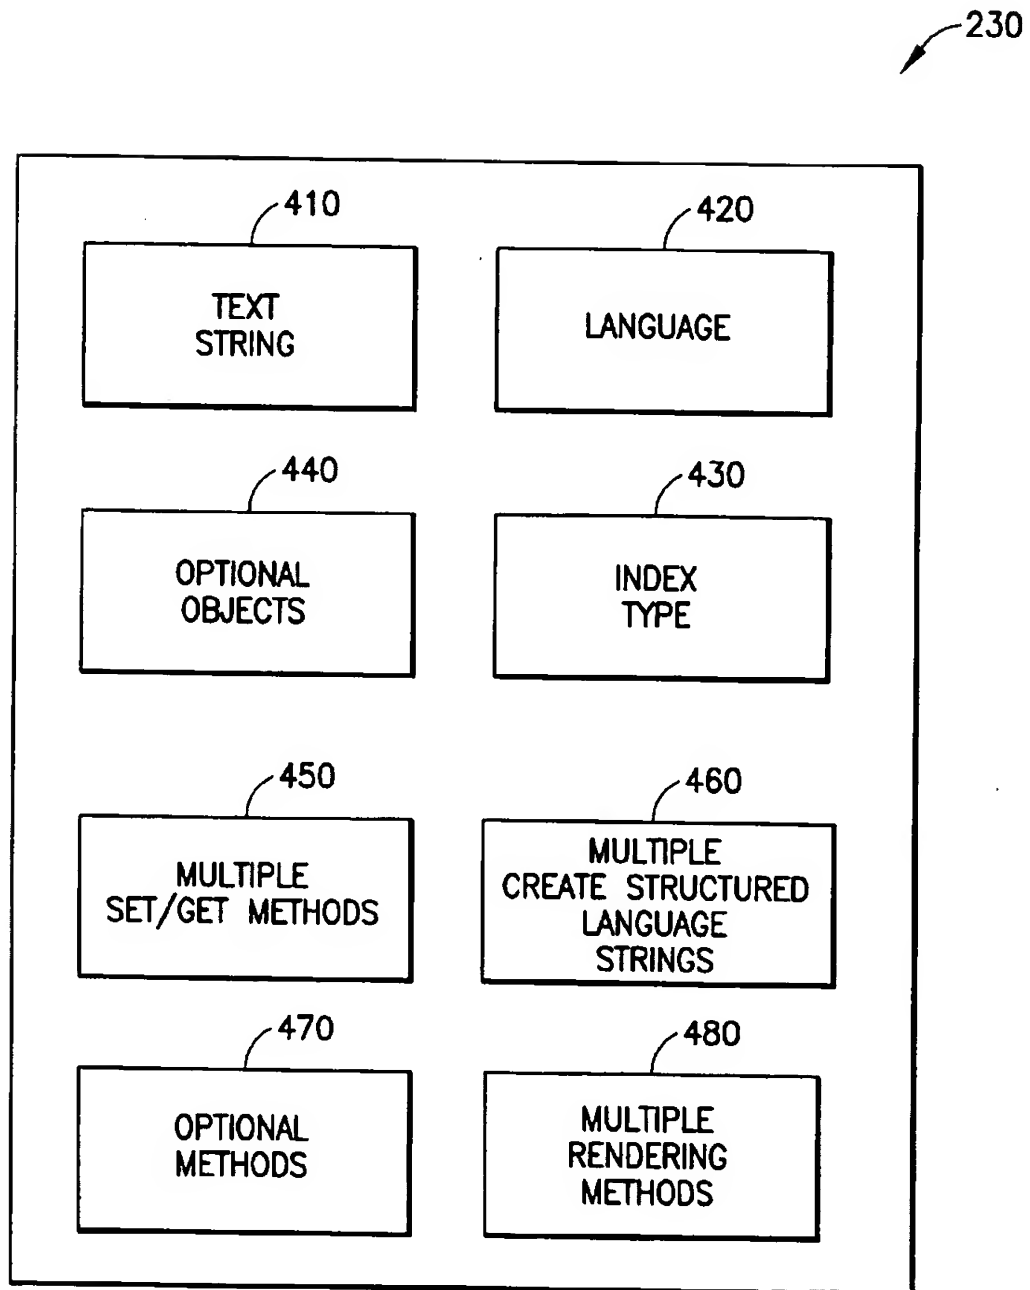 230
410
TEXT
STRING
420
LANGUAGE
440
OPTIONAL
OBJECTS
430
INDEX
TYPE
450
MULTIPLE
SET/GET METHODS
460
MULTIPLE
CREATE STRUCTURED
LANGUAGE
STRINGS
470
OPTIONAL
METHODS
480
MULTIPLE
RENDERING
METHODS